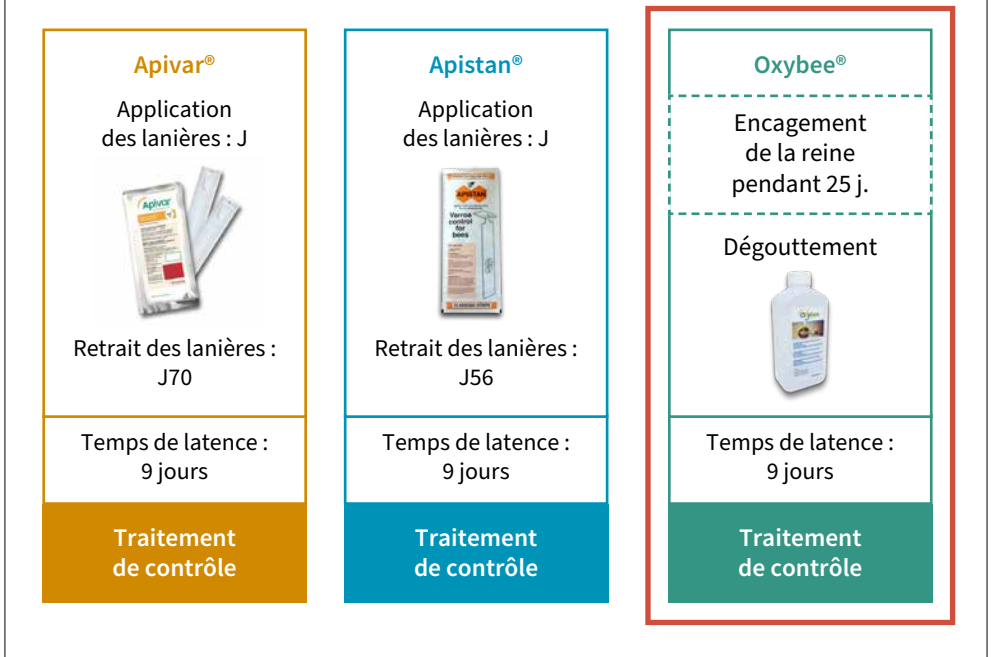 Apivar®
Application
des lanières : J
Apivar
Retrait des lanières :
J70
Temps de latence :
9 jours
Traitement
de contrôle
Apistan®
Application
des lanières : J
APISTAN
Varroa
control
for
bees
Retrait des lanières :
J56
Temps de latence :
9 jours
Traitement
de contrôle
Oxybee®
Encagement
de la reine
pendant 25 j.
Dégouttement
Oxybee
Temps de latence :
9 jours
Traitement
de contrôle